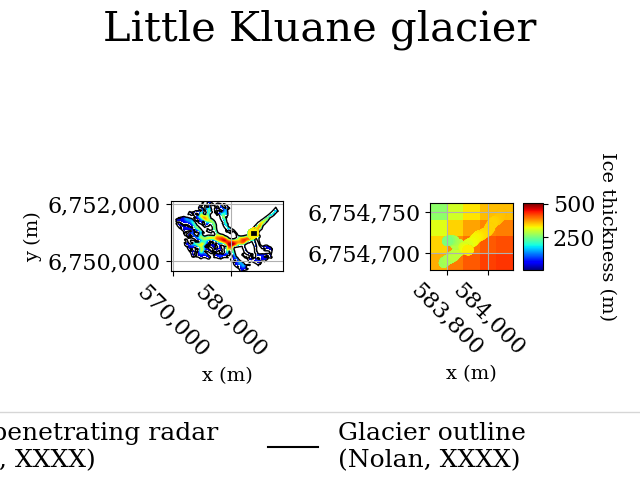 Little Kluane glacier
6,752,000
6,750,000
y (m)
570,000
580,000
x (m)
6,754,750
6,754,700
583,800
584,000
x (m)
500
250
Ice thickness (m)
penetrating radar
, XXXX)
Glacier outline
(Nolan, XXXX)